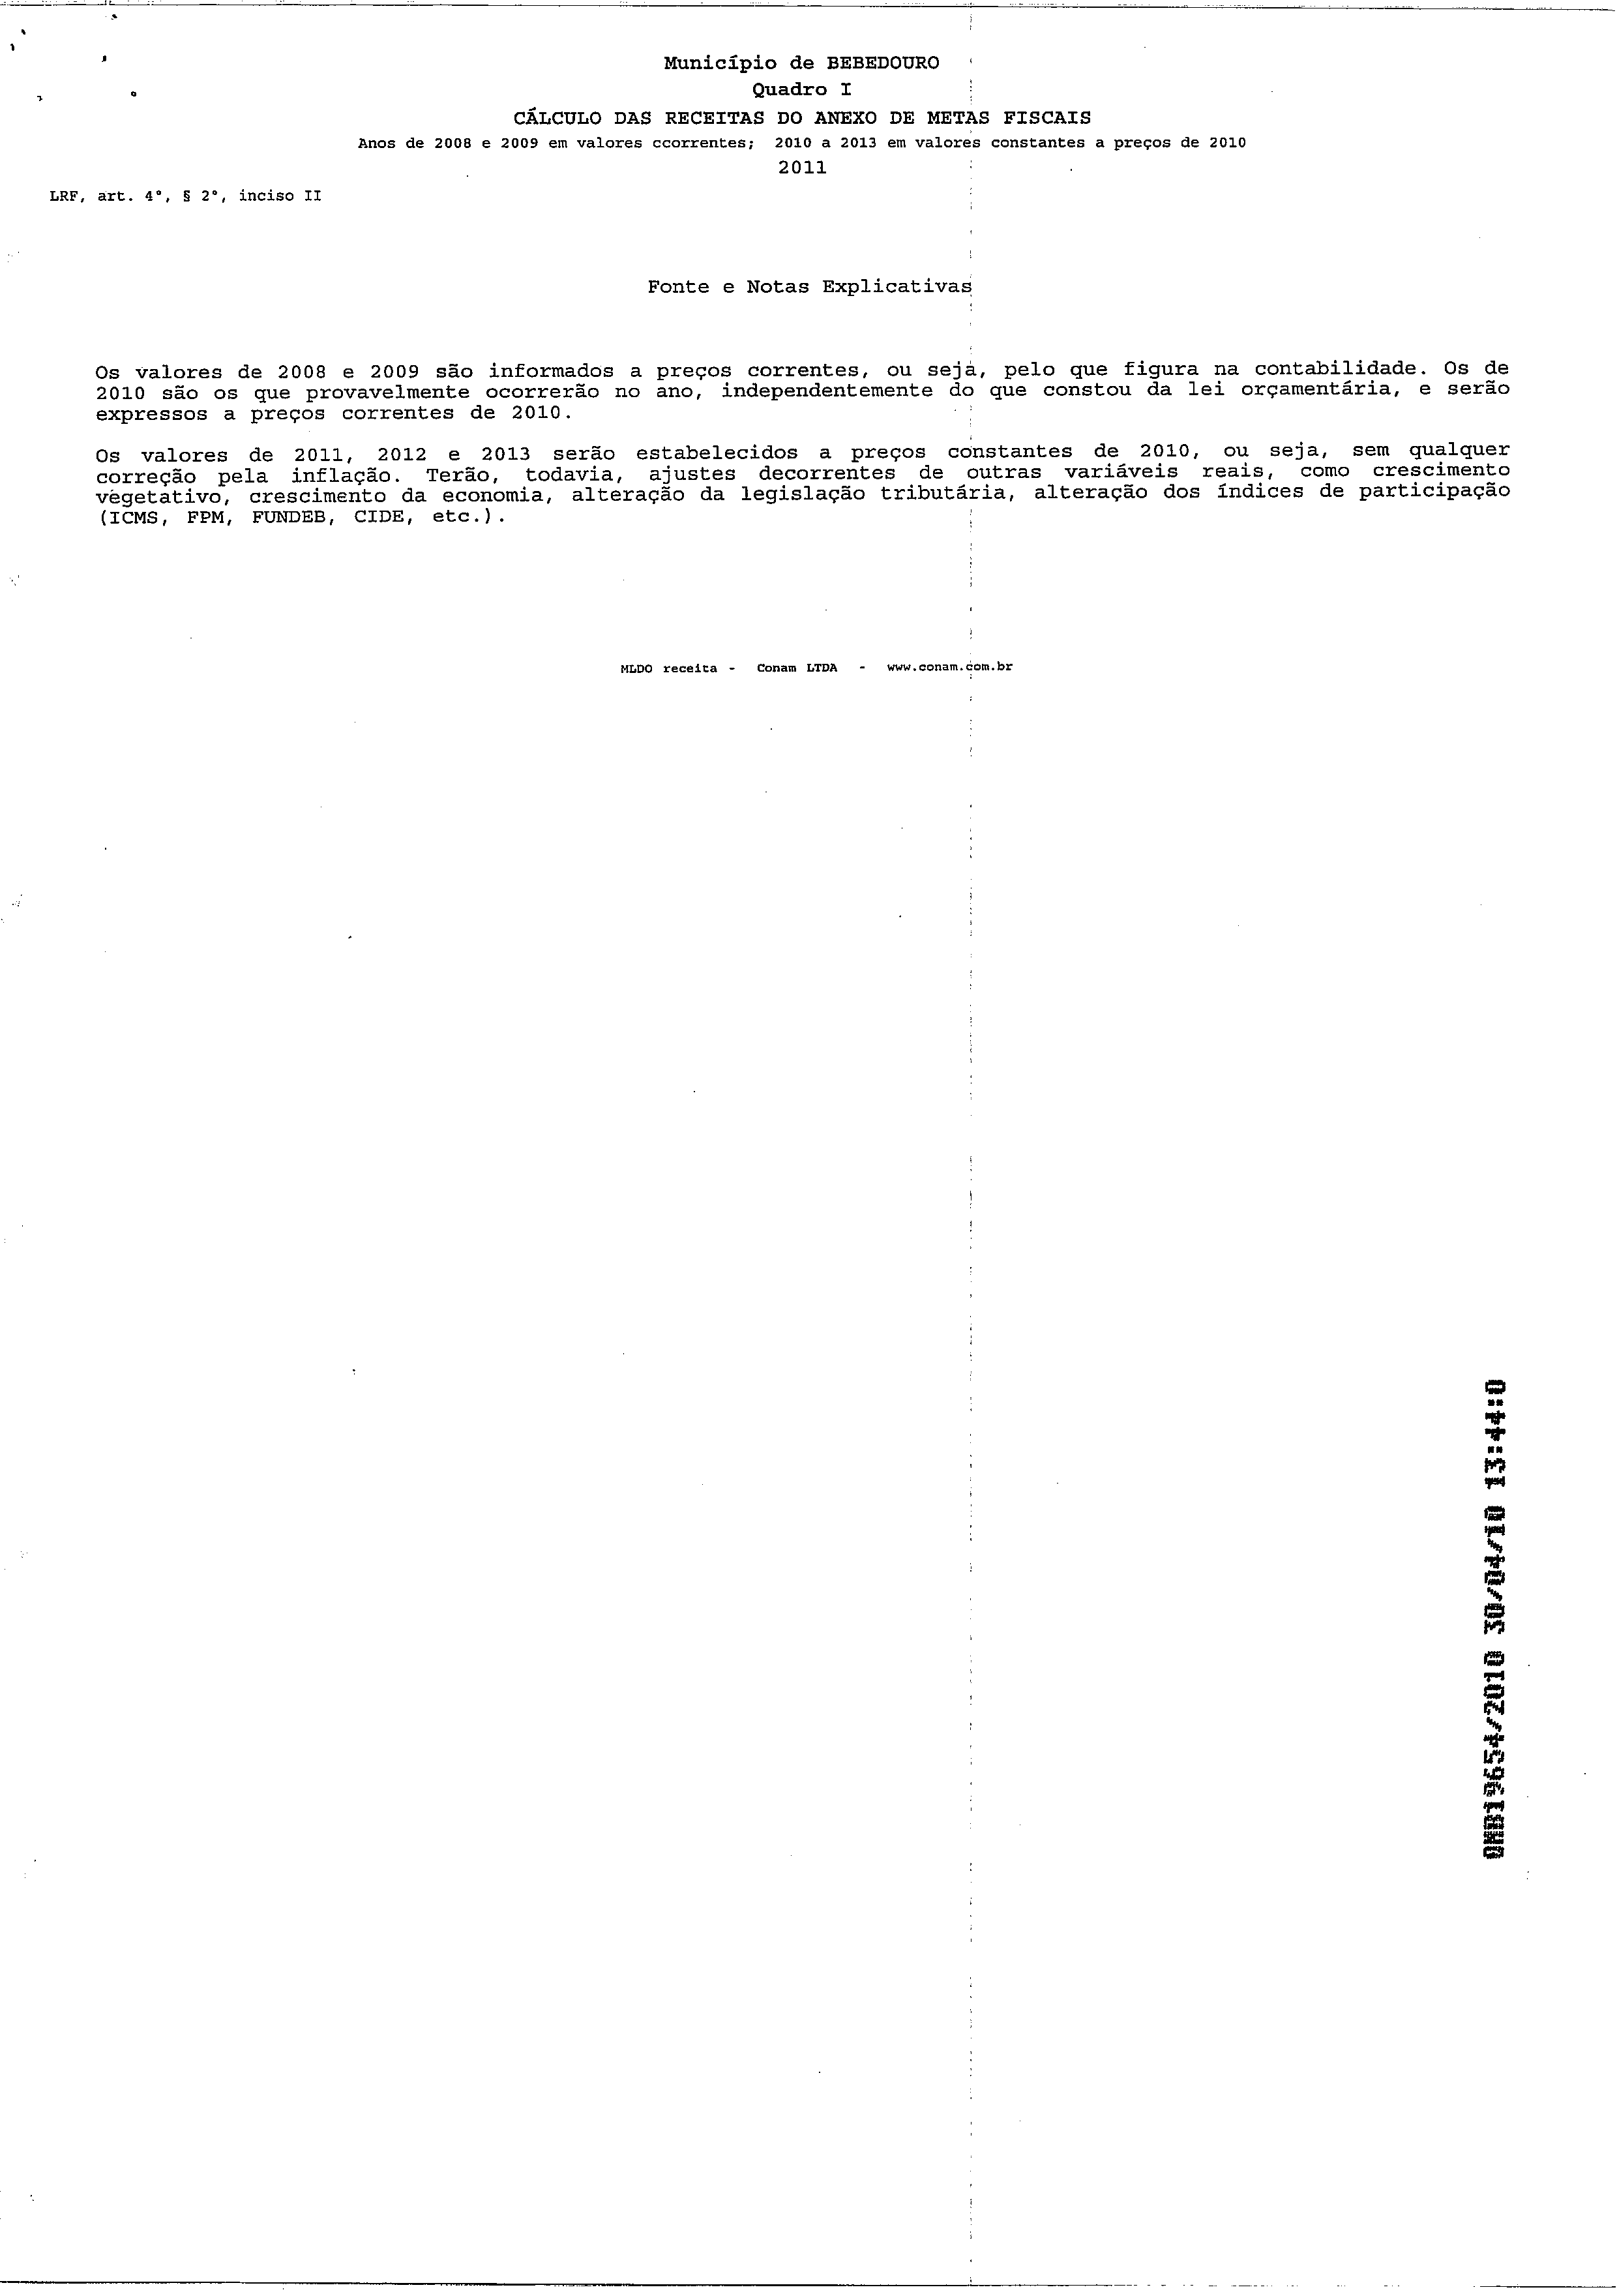 Município de BEBEDOURO
Quadro I
CÁLCULO DAS RECEITAS DO ANEXO DE METAS FISCAIS
Anos de 2008 e 2009 em valores ccorrentes; 2010 a 2013 em valores constantes a preços de 2010
2011
LRF, art. 4°, § 2°, inciso II
Fonte e Notas Explicativas
Os valores de 2008 e 2009 são informados a preços correntes, ou seja, pelo que figura na contabilidade. Os de
2010 são os que provavelmente ocorrerão no ano, independentemente do que constou da lei orçamentária, e serão
expressos a preços correntes de 2010.
Os valores de 2011, 2012 e 2013 serão estabelecidos a preços constantes de 2010, ou seja, sem qualquer
correção pela inflação. Terão, todavia, ajustes decorrentes de outras variáveis reais, como crescimento
vegetativo, crescimento da economia, alteração da legislação tributária, alteração dos índices de participação
(ICMS, FPM, FUNDEB, CIDE, etc.).
MLDO receita - Conam LTDA - www.conam.com.br
30/04/10 13:44:0